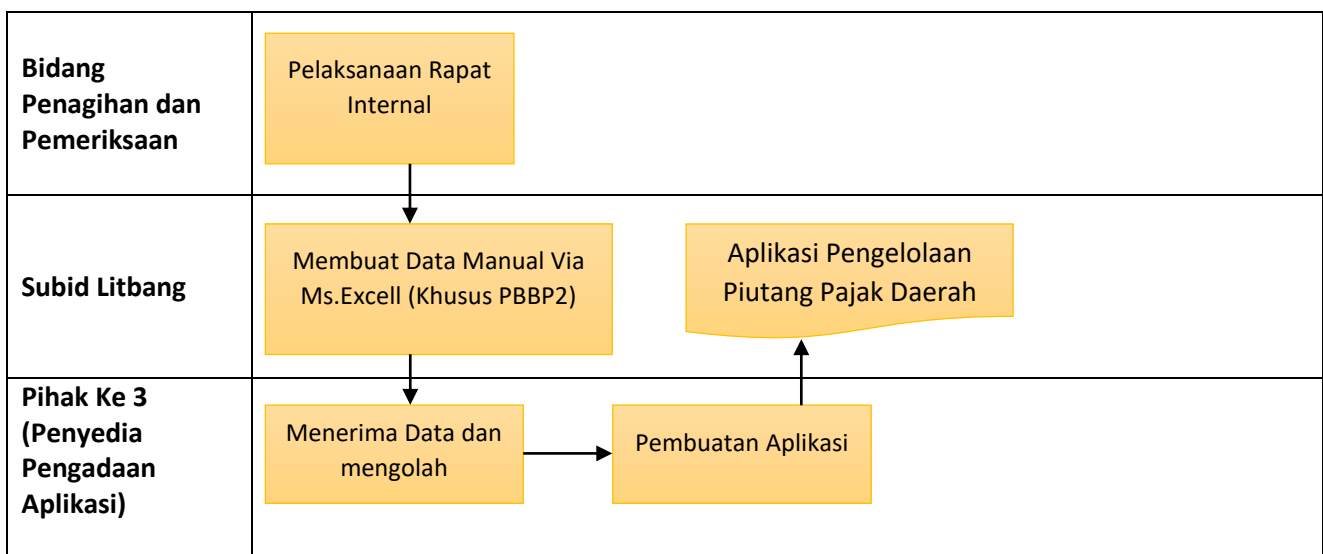 Bidang
Penagihan dan
Pemeriksaan
Pelaksanaan Rapat
Internal
Subid Litbang
Membuat Data Manual Via
Ms.Excell (Khusus PBBP2)
Aplikasi Pengelolaan
Piutang Pajak Daerah
Pihak Ke 3
(Penyedia
Pengadaan
Aplikasi)
Menerima Data dan
mengolah
Pembuatan Aplikasi